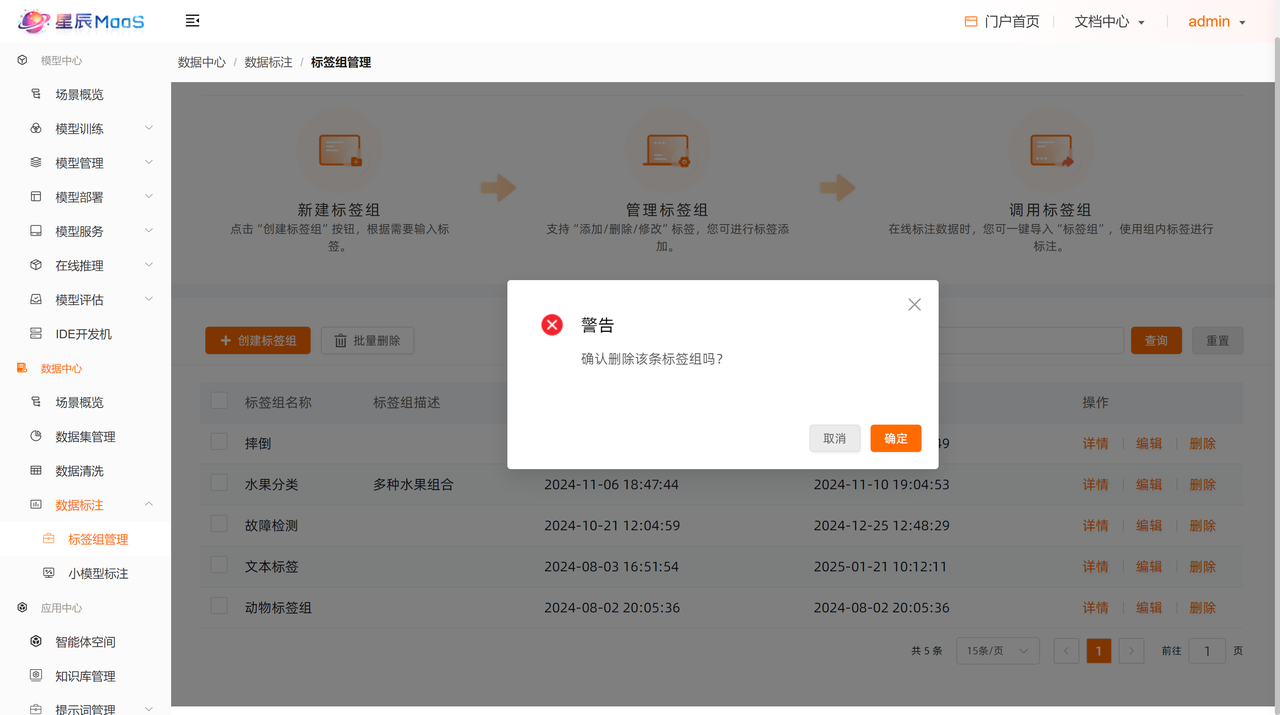 星辰MaaS
门户首页
文档中心
admin
模型中心
场景概览
模型训练
模型管理
模型部署
模型服务
在线推理
模型评估
IDE开发机
数据中心
场景概览
数据集管理
数据清洗
数据标注
标签组管理
小模型标注
应用中心
智能体空间
知识库管理
提示词管理
数据中心 / 数据标注 / 标签组管理
新建标签组
点击“创建标签组”按钮，根据需要输入标
签。
管理标签组
支持“添加/删除/修改”标签，您可进行标签添
加。
调用标签组
在线标注数据时，您可一键导入“标签组”，使用组内标签进行
标注。
创建标签组
批量删除
查询
重置
警告
确认删除该条标签组吗？
取消
确定
标签组名称 标签组描述 操作
摔倒 49 详情 编辑 删除
水果分类 多种水果组合 2024-11-06 18:47:44 2024-11-10 19:04:53 详情 编辑 删除
故障检测 2024-10-21 12:04:59 2024-12-25 12:48:29 详情 编辑 删除
文本标签 2024-08-03 16:51:54 2025-01-21 10:12:11 详情 编辑 删除
动物标签组 2024-08-02 20:05:36 2024-08-02 20:05:36 详情 编辑 删除
共 5 条 15条/页 1 前往 1 页